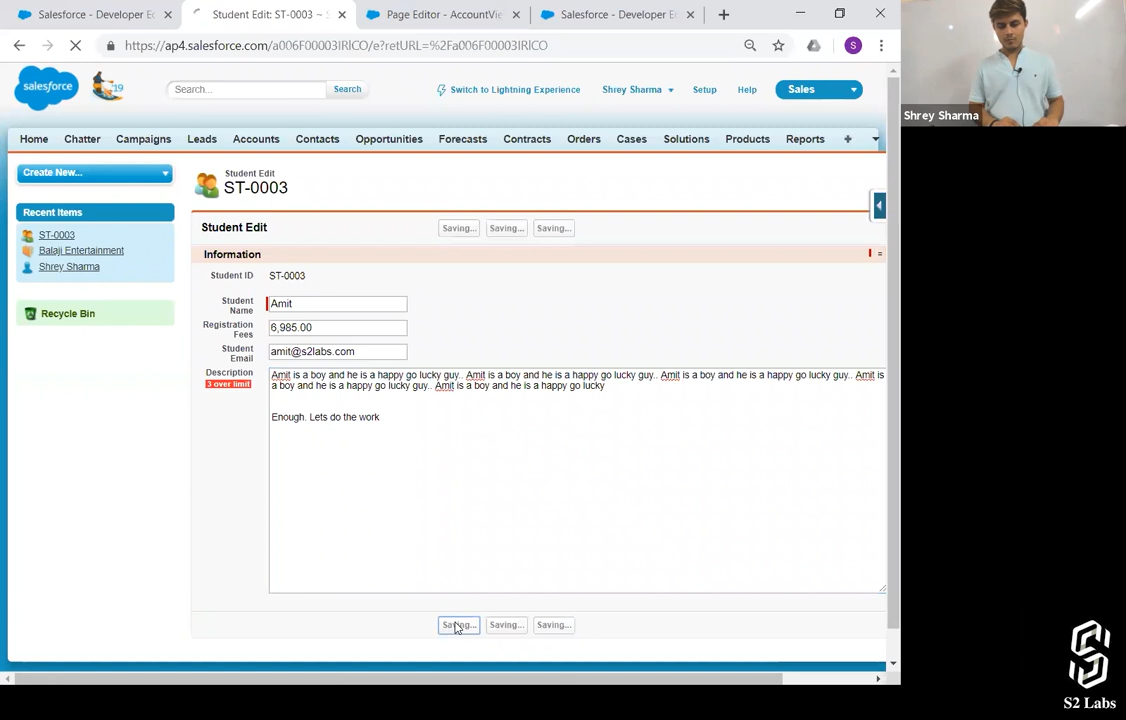 Salesforce - Developer Ec
Student Edit: ST-0003 ~ S
Page Editor - AccountVie
Salesforce - Developer E
https://ap4.salesforce.com/a006F00003IRlCO/e?retURL=%2Fa006F00003IRlCO
S
salesforce
19
Search...
Search
Switch to Lightning Experience
Shrey Sharma
Setup
Help
Sales
Shrey Sharma
Home
Chatter
Campaigns
Leads
Accounts
Contacts
Opportunities
Forecasts
Contracts
Orders
Cases
Solutions
Products
Reports
+
Create New...
Recent Items
ST-0003
Balaji Entertainment
Shrey Sharma
Recycle Bin
Student Edit
ST-0003
Student Edit
Saving...
Saving...
Saving...
Information
=
Student ID
ST-0003
Student
Name
Amit
Registration
Fees
6,985.00
Student
Email
amit@s2labs.com
Description
3 over limit
Amit is a boy and he is a happy go lucky guy.. Amit is a boy and he is a happy go lucky guy.. Amit is a boy and he is a happy go lucky guy.. Amit is
a boy and he is a happy go lucky guy.. Amit is a boy and he is a happy go lucky
Enough. Lets do the work
Saving...
Saving...
Saving...
S2 Labs